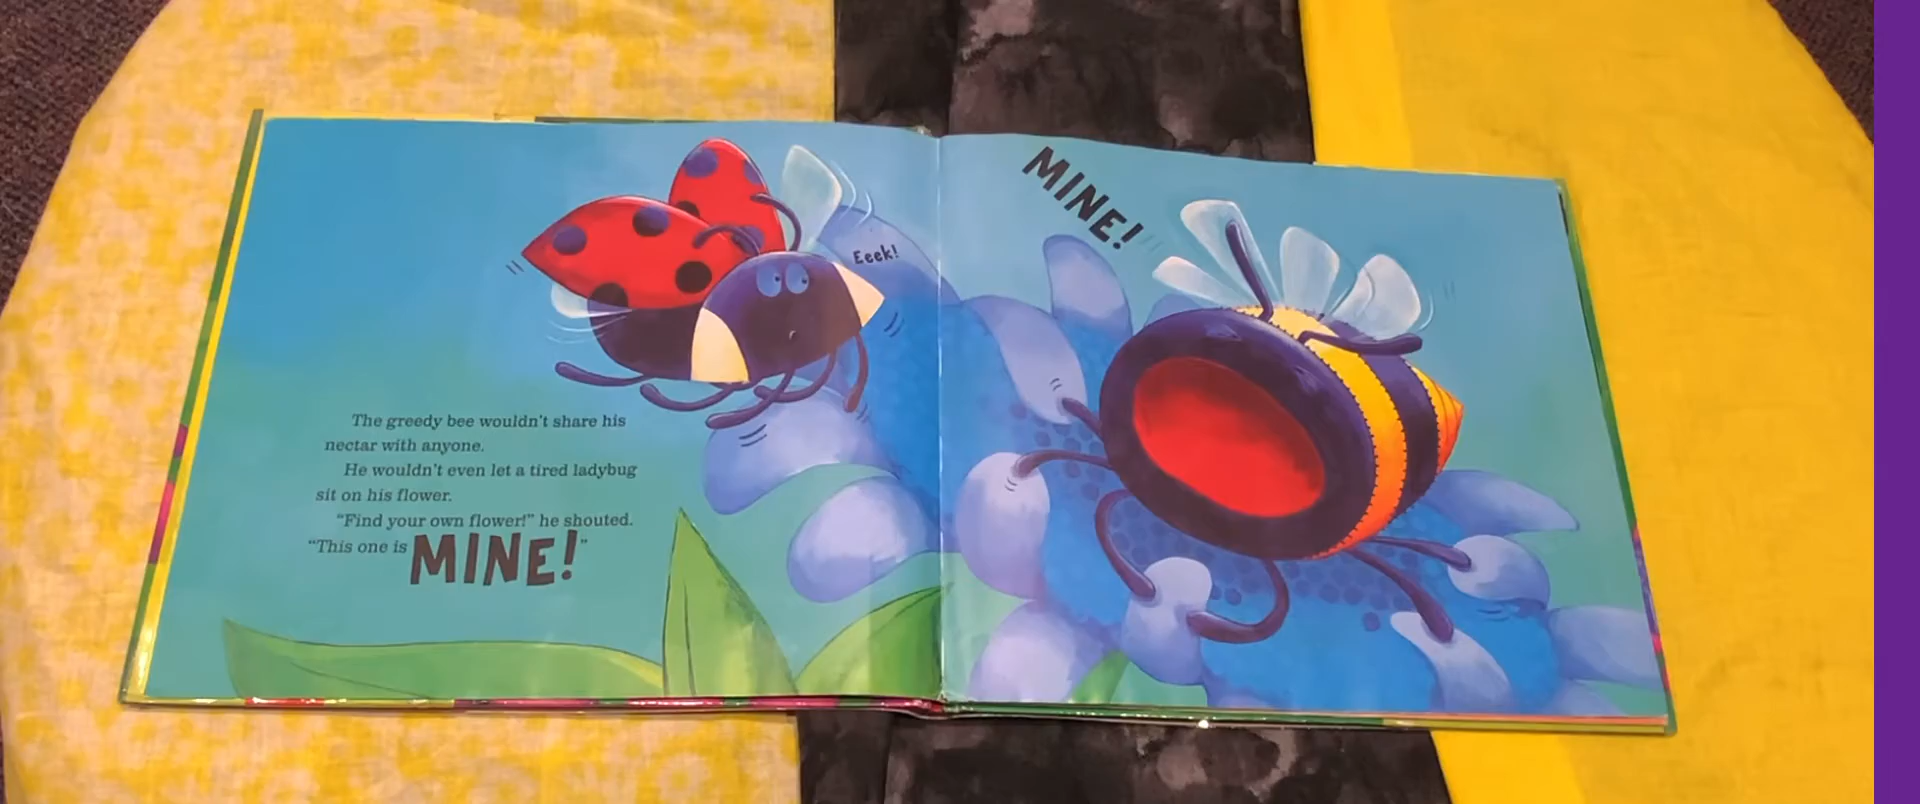 The greedy bee wouldn't share his
nectar with anyone.
He wouldn't even let a tired ladybug
sit on his flower.
“Find your own flower!” he shouted.
“This one is MINE!”
Eeek!
MINE!